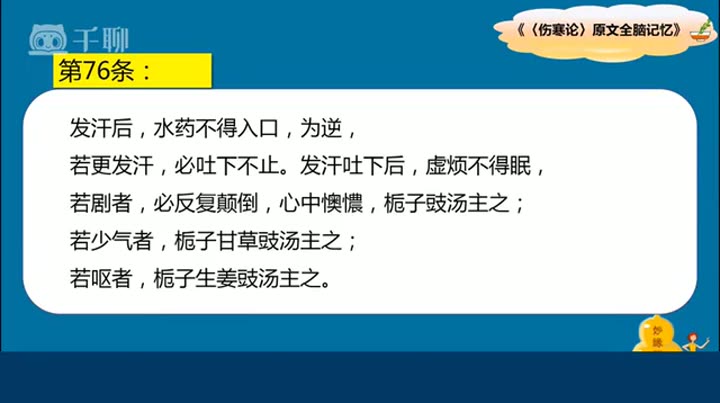 千聊
《〈伤寒论〉原文全脑记忆》
第76条：
发汗后，水药不得入口，为逆，
若更发汗，必吐下不止。发汗吐下后，虚烦不得眠，
若剧者，必反复颠倒，心中懊憹，栀子豉汤主之；
若少气者，栀子甘草豉汤主之；
若呕者，栀子生姜豉汤主之。
妙